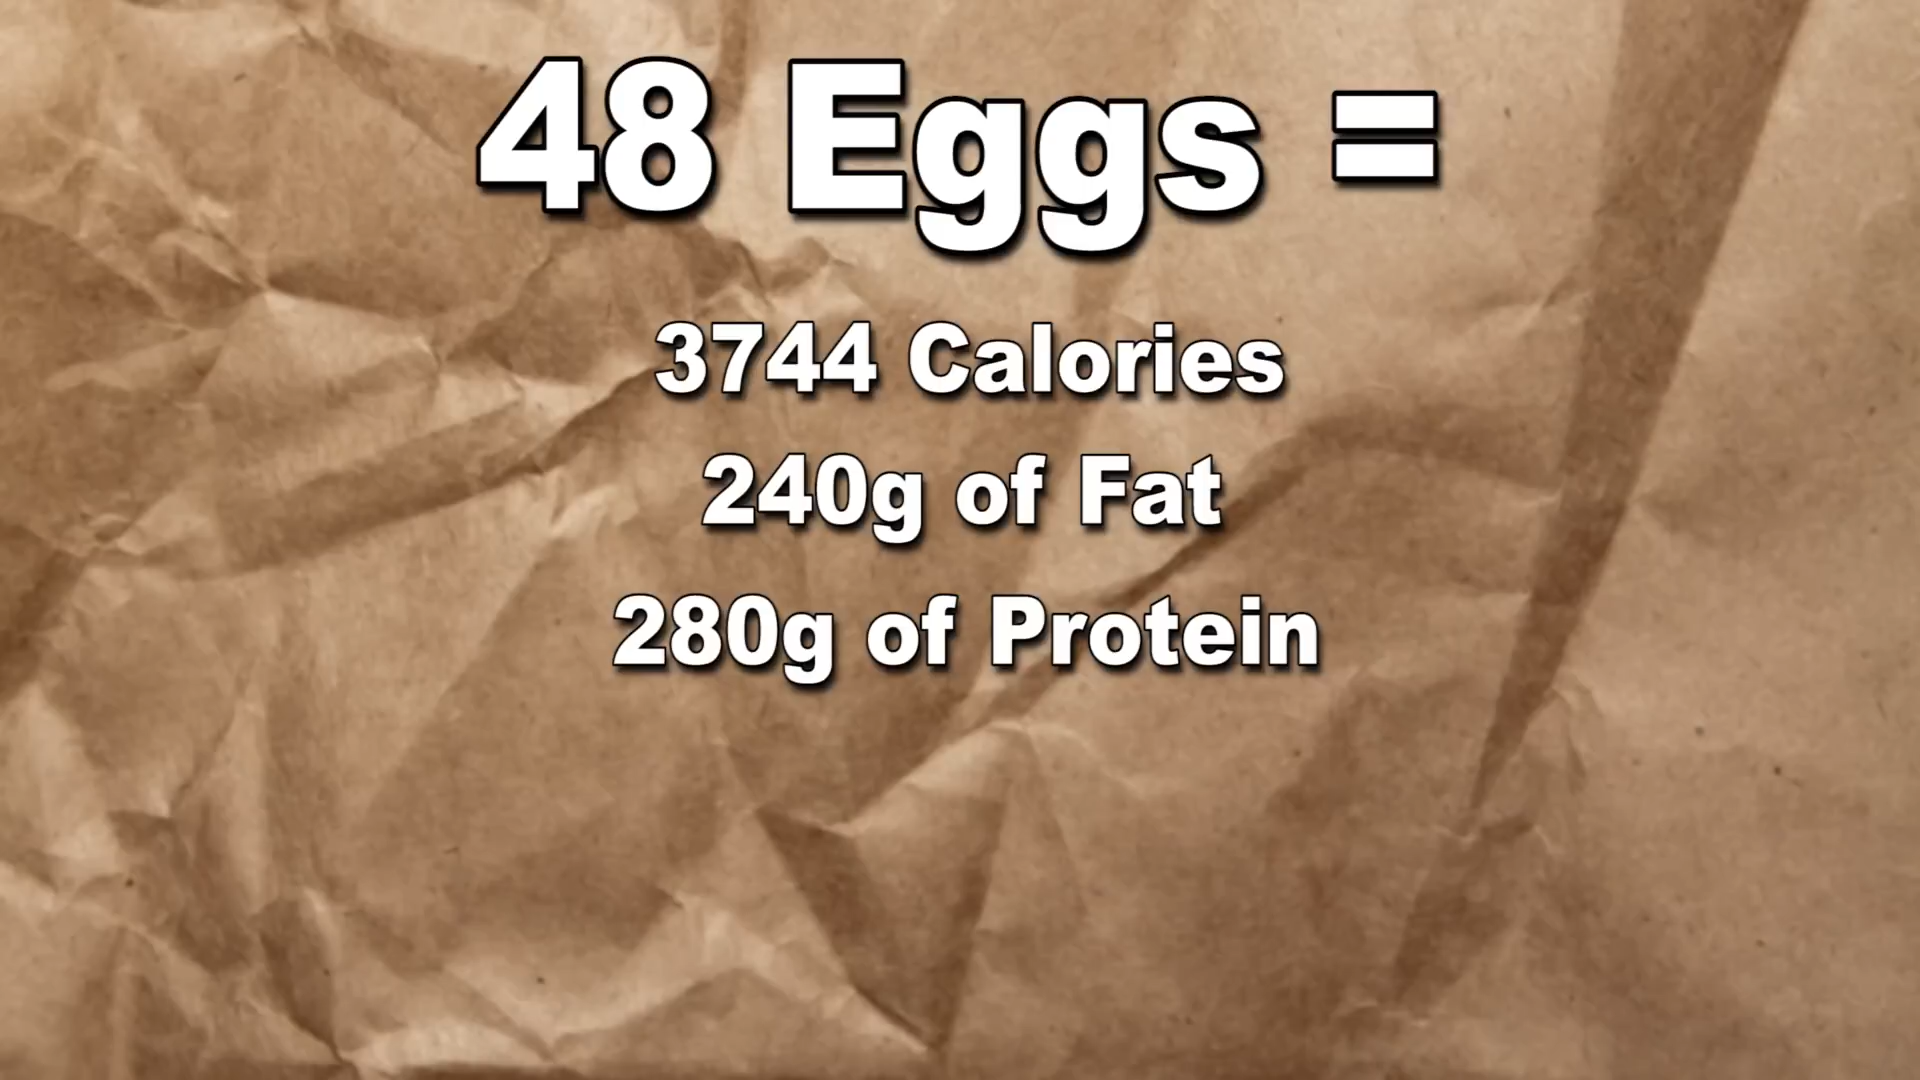 48 Eggs =
3744 Calories
240g of Fat
280g of Protein